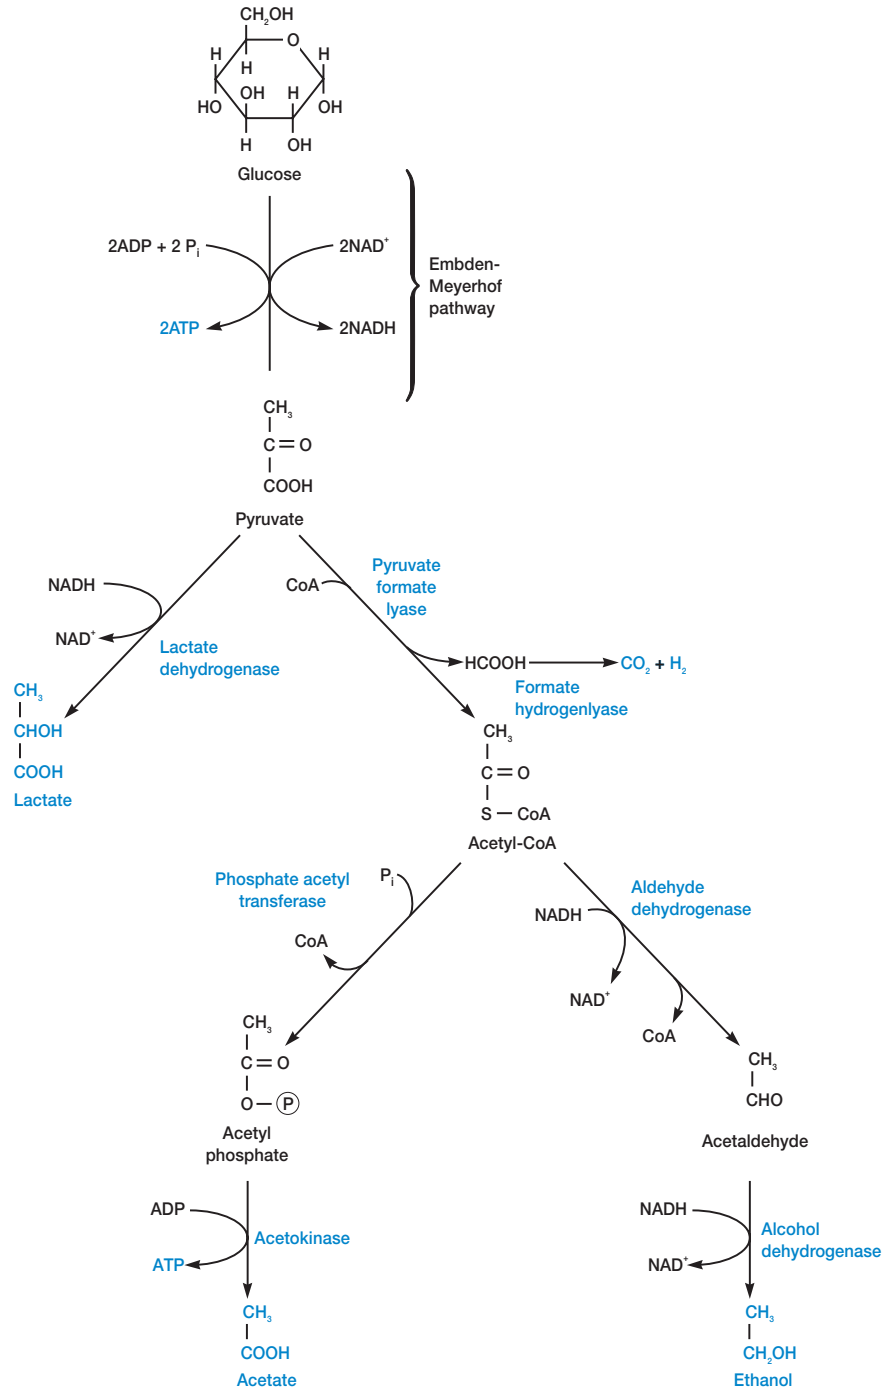 CH₂OH
O
H
H
H
OH
H
HO
OH
H
OH
Glucose
2ADP + 2 Pᵢ
2NAD⁺
Embden-
Meyerhof
pathway
2ATP
2NADH
CH₃
C=O
COOH
Pyruvate
NADH
NAD⁺
Lactate
dehydrogenase
CH₃
CHOH
COOH
Lactate
CoA
Pyruvate
formate
lyase
HCOOH
CO₂ + H₂
Formate
hydrogenlyase
CH₃
C=O
S — CoA
Acetyl-CoA
Phosphate acetyl
transferase
Pᵢ
CoA
CH₃
C=O
O — P
Acetyl
phosphate
ADP
Acetokinase
ATP
CH₃
COOH
Acetate
Aldehyde
dehydrogenase
NADH
NAD⁺
CoA
CH₃
CHO
Acetaldehyde
NADH
Alcohol
dehydrogenase
NAD⁺
CH₃
CH₂OH
Ethanol